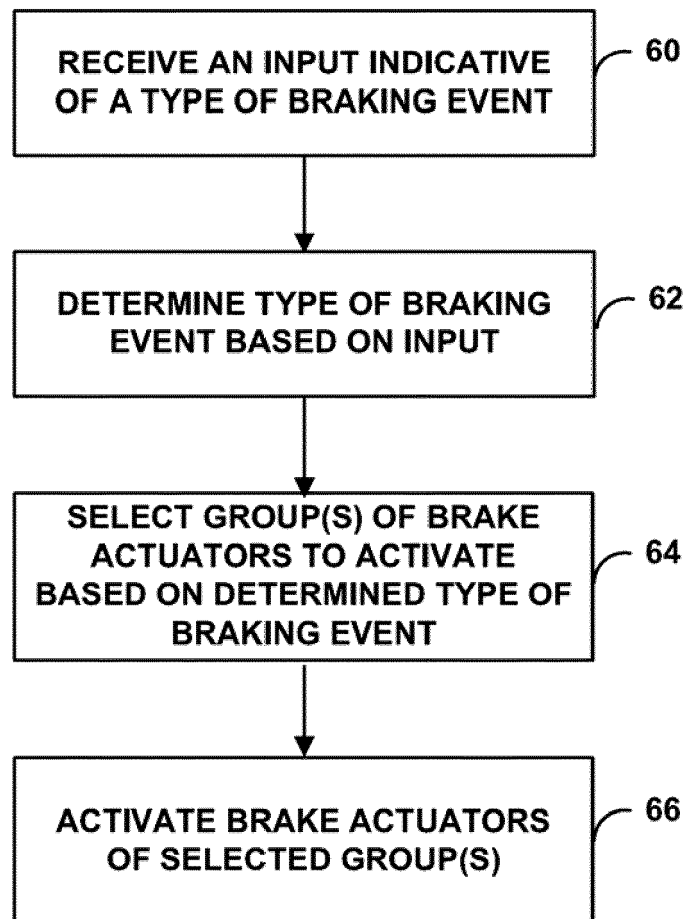 RECEIVE AN INPUT INDICATIVE
OF A TYPE OF BRAKING EVENT
60
DETERMINE TYPE OF BRAKING
EVENT BASED ON INPUT
62
SELECT GROUP(S) OF BRAKE
ACTUATORS TO ACTIVATE
BASED ON DETERMINED TYPE OF
BRAKING EVENT
64
ACTIVATE BRAKE ACTUATORS
OF SELECTED GROUP(S)
66